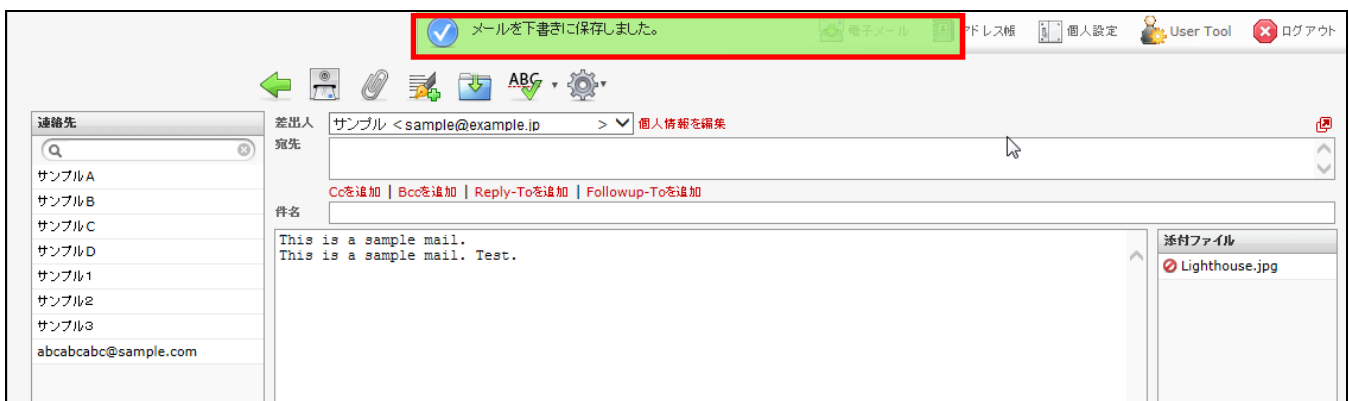 メールを下書きに保存しました。
電子メール アドレス帳 個人設定 User Tool ログアウト
ABC
連絡先
サンプルA
サンプルB
サンプルC
サンプルD
サンプル1
サンプル2
サンプル3
abcabcabc@sample.com
差出人 サンプル <sample@example.jp > 個人情報を編集
宛先
Ccを追加 | Bccを追加 | Reply-Toを追加 | Followup-Toを追加
件名
This is a sample mail.
This is a sample mail. Test.
添付ファイル
Lighthouse.jpg